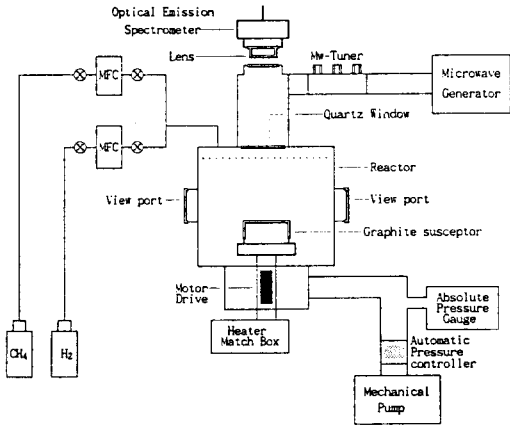 Optical Emission
Spectrometer
Lens
Mw-Tuner
MFC
Microwave
Generator
Quartz Window
MFC
Reactor
View port
View port
Graphite susceptor
Motor
Drive
Absolute
Pressure
Gauge
Heater
Match Box
Automatic
Pressure
controller
CH4
H2
Mechanical
Pump